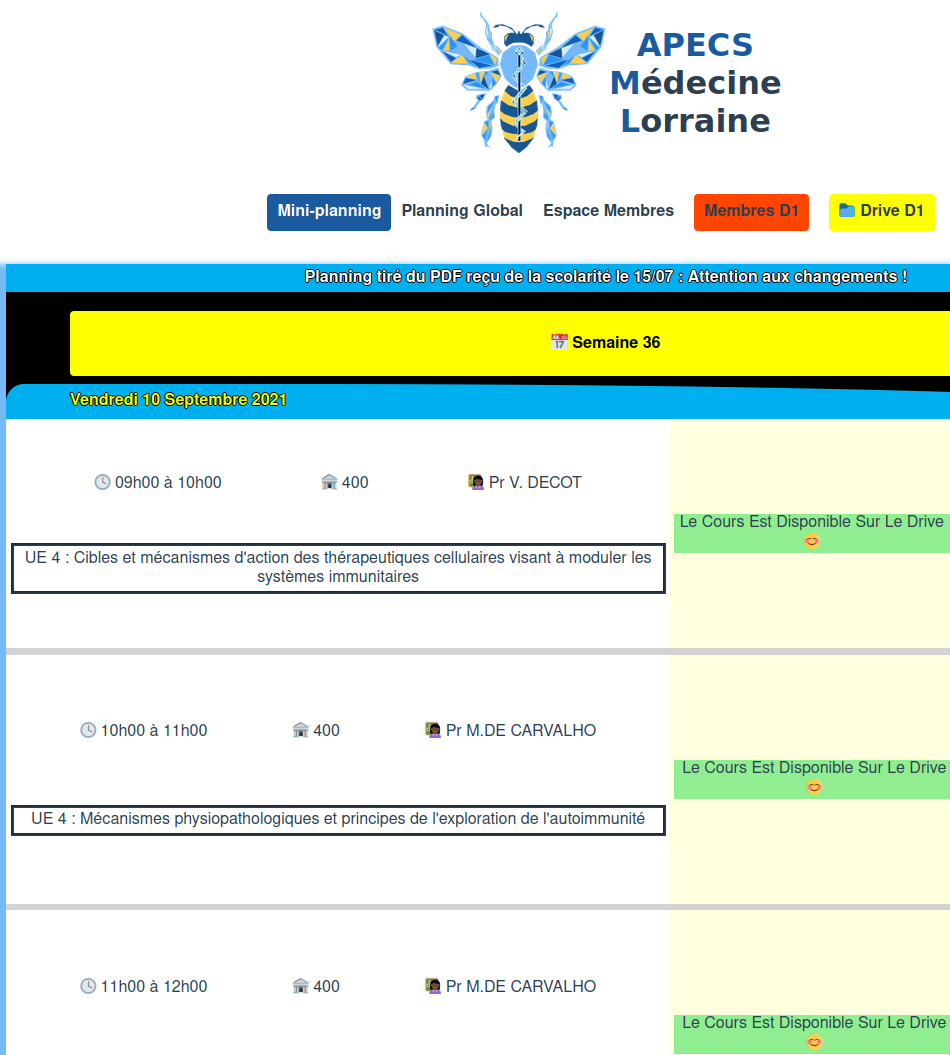 APECS
Médecine
Lorraine
Mini-planning
Planning Global
Espace Membres
Membres D1
Drive D1
Planning tiré du PDF reçu de la scolarité le 15/07 : Attention aux changements !
Semaine 36
Vendredi 10 Septembre 2021
09h00 à 10h00
400
Pr V. DECOT
Le Cours Est Disponible Sur Le Drive
UE 4 : Cibles et mécanismes d'action des thérapeutiques cellulaires visant à moduler les
systèmes immunitaires
10h00 à 11h00
400
Pr M.DE CARVALHO
Le Cours Est Disponible Sur Le Drive
UE 4 : Mécanismes physiopathologiques et principes de l'exploration de l'autoimmunité
11h00 à 12h00
400
Pr M.DE CARVALHO
Le Cours Est Disponible Sur Le Drive